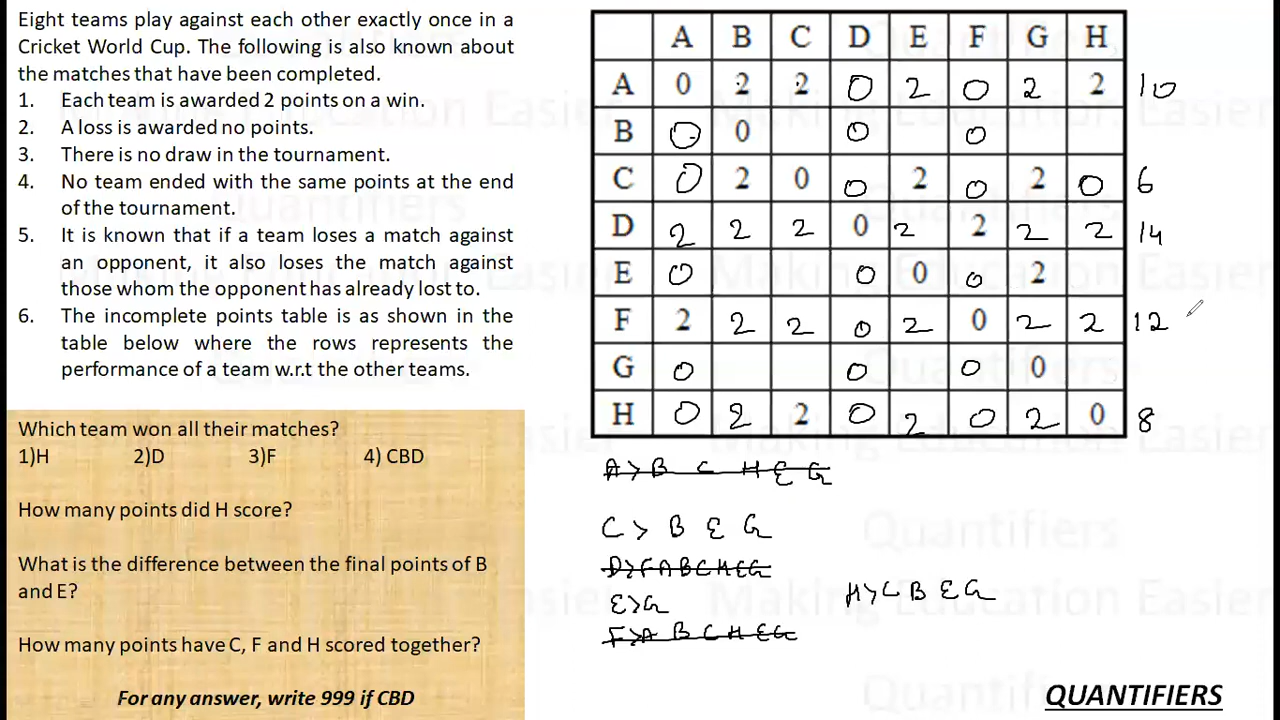 Eight teams play against each other exactly once in a
Cricket World Cup. The following is also known about
the matches that have been completed.
1. Each team is awarded 2 points on a win.
2. A loss is awarded no points.
3. There is no draw in the tournament.
4. No team ended with the same points at the end
of the tournament.
5. It is known that if a team loses a match against
an opponent, it also loses the match against
those whom the opponent has already lost to.
6. The incomplete points table is as shown in the
table below where the rows represents the
performance of a team w.r.t the other teams.
Which team won all their matches?
1)H 2)D 3)F 4) CBD
How many points did H score?
What is the difference between the final points of B
and E?
How many points have C, F and H scored together?
For any answer, write 999 if CBD
A B C D E F G H
A 0 2 2 0 2 0 2 2 10
B 0 0 0 0
C 0 2 0 0 2 0 2 0 6
D 2 2 2 0 2 2 2 2 14
E 0 0 0 0 2
F 2 2 2 0 2 0 2 2 12
G 0 0 0 0
H 0 2 2 0 2 0 2 0 8
A > B C H E G
C > B E G
D > F A B C H E G
E > G
F > A B C H E G
H > C B E G
QUANTIFIERS
Quantifiers
Making Education Easier